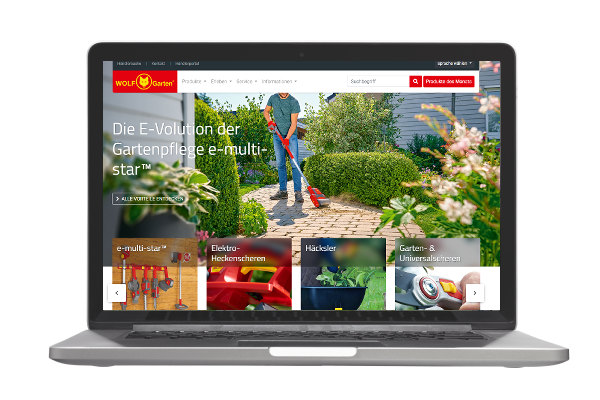 Händlersuche | Kontakt | Händlerportal
Sprache wählen
WOLF Garten
Produkte Erleben Service Informationen
Suchbegriff
Produkte des Monats
Die E-Volution der
Gartenpflege e-multi-
star™
ALLE VORTEILE ENTDECKEN
e-multi-star™
Elektro-
Heckenscheren
Häcksler
Garten- &
Universalscheren